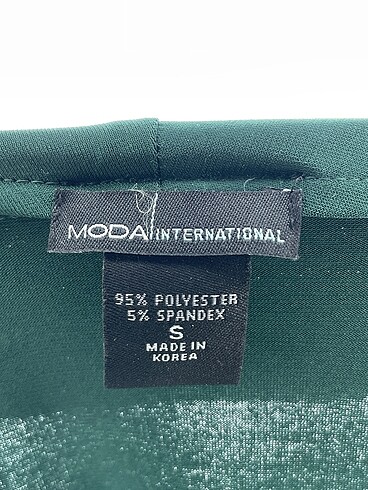 MODA INTERNATIONAL
95% POLYESTER
5% SPANDEX
S
MADE IN
KOREA